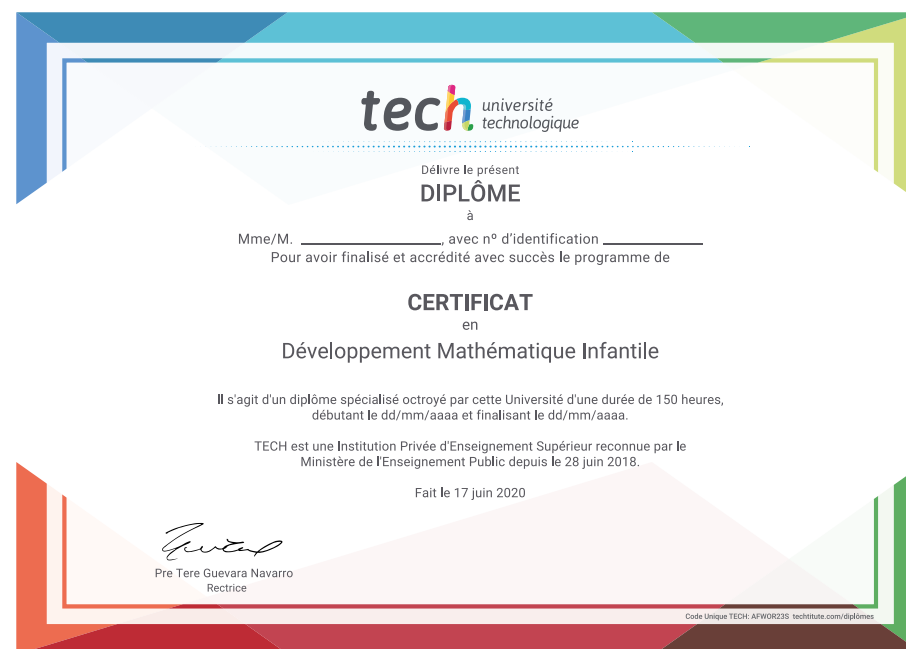 tech université
technologique
Délivre le présent
DIPLÔME
à
Mme/M. ____________________, avec nº d'identification ______________
Pour avoir finalisé et accrédité avec succès le programme de
CERTIFICAT
en
Développement Mathématique Infantile
Il s'agit d'un diplôme spécialisé octroyé par cette Université d'une durée de 150 heures,
débutant le dd/mm/aaaa et finalisant le dd/mm/aaaa.
TECH est une Institution Privée d'Enseignement Supérieur reconnue par le
Ministère de l'Enseignement Public depuis le 28 juin 2018.
Fait le 17 juin 2020
Pre Tere Guevara Navarro
Rectrice
Code Unique TECH: AFWOR23S techtitute.com/diplômes